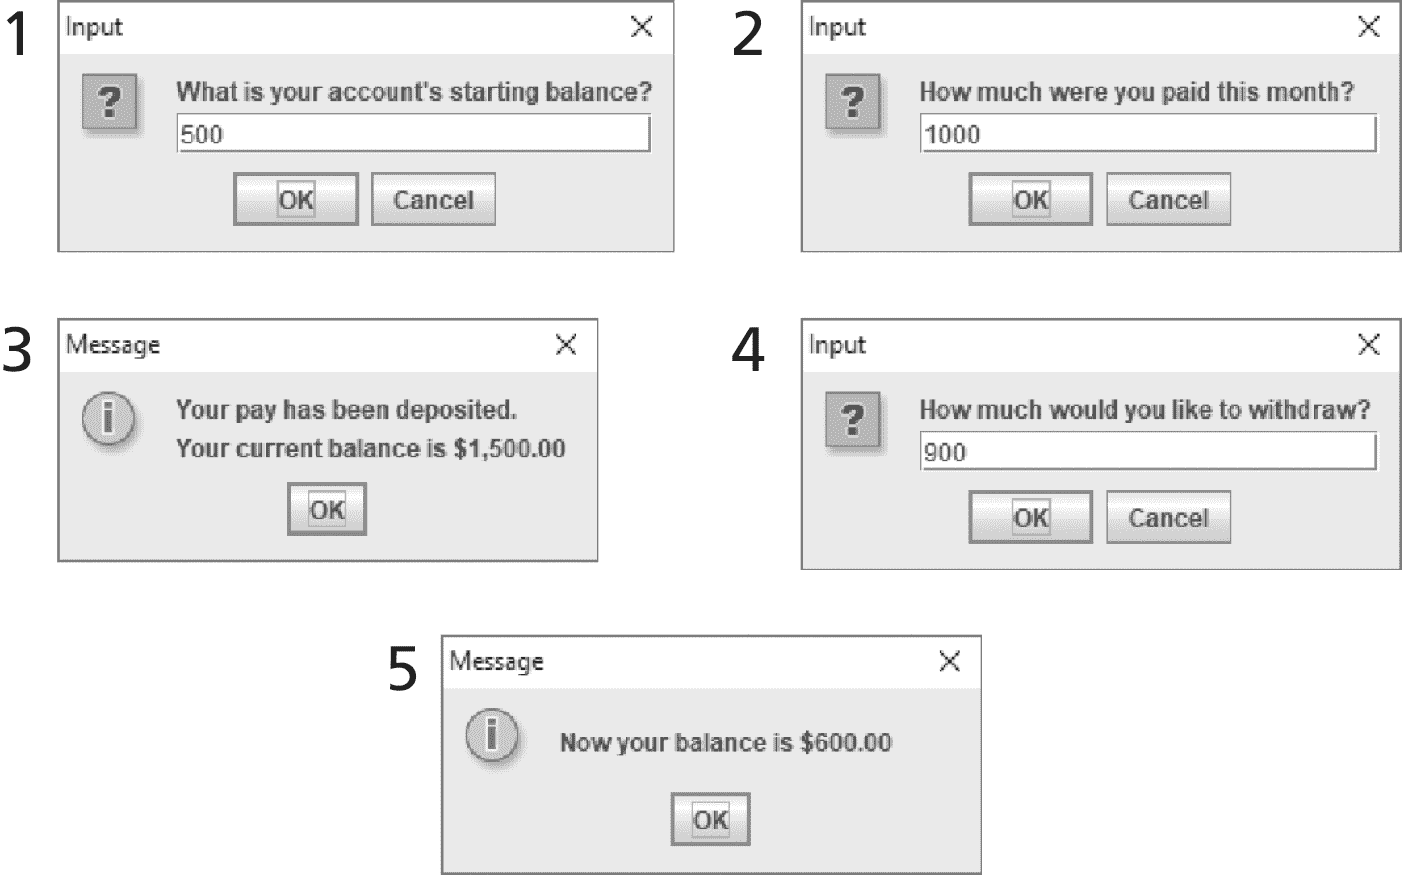 1
Input
?
What is your account's starting balance?
500
OK Cancel
2
Input
?
How much were you paid this month?
1000
OK Cancel
3
Message
i
Your pay has been deposited.
Your current balance is $1,500.00
OK
4
Input
?
How much would you like to withdraw?
900
OK Cancel
5
Message
i
Now your balance is $600.00
OK